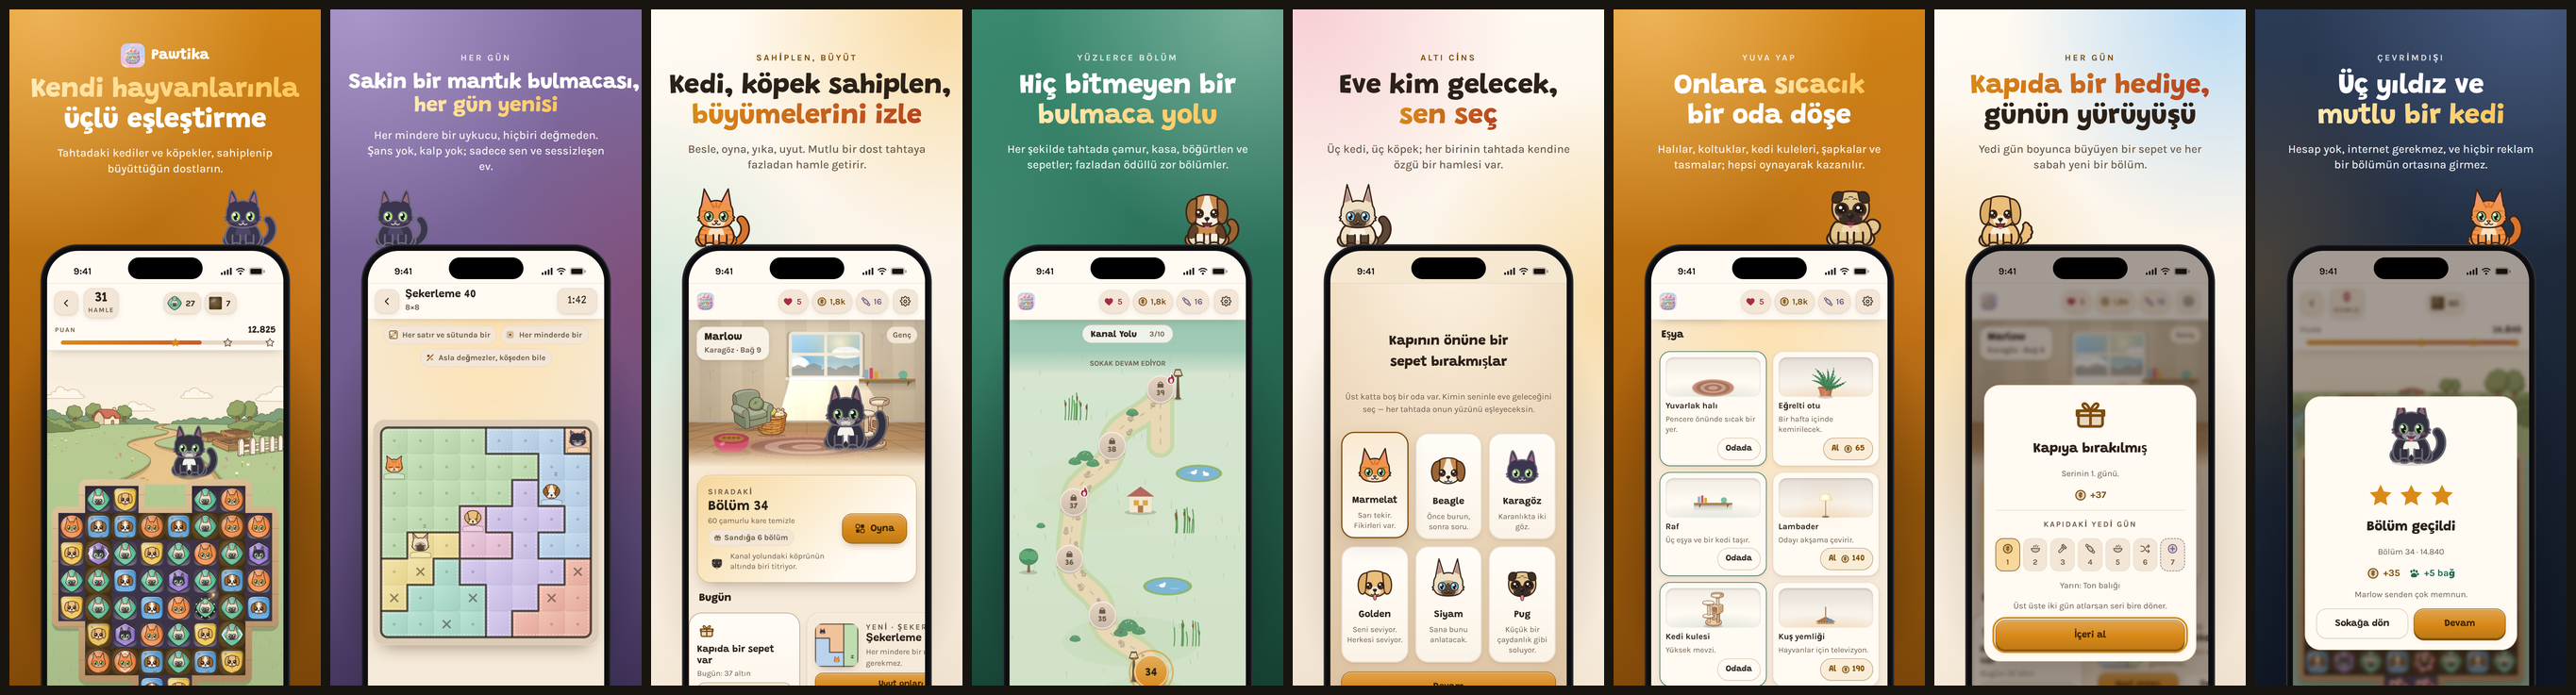 Pawtika
Kendi hayvanlarınla
üçlü eşleştirme
Tahtadaki kediler ve köpekler, sahiplenip
büyüttüğün dostların.
9:41
31
HAMLE
27
7
PUAN
12.825
HER GÜN
Sakin bir mantık bulmacası,
her gün yenisi
Her mindere bir uykucu, hiçbiri değmeden.
Şans yok, kalp yok; sadece sen ve sessizleşen
ev.
9:41
Şekerleme 40
8×8
1:42
Her satır ve sütunda bir
Her minderde bir
Asla değmezler, köşeden bile
SAHİPLEN, BÜYÜT
Kedi, köpek sahiplen,
büyümelerini izle
Besle, oyna, yıka, uyut. Mutlu bir dost tahtaya
fazladan hamle getirir.
9:41
5
1,8k
16
Marlow
Karagöz · Bağ 9
Genç
SIRADAKİ
Bölüm 34
60 çamurlu kare temizle
Sandığa 6 bölüm
Oyna
Kanal yolundaki köprünün
altında biri titriyor.
Bugün
Kapıda bir sepet
var
Bugün: 37 altın
YENİ · ŞEKER
Şekerleme
Her mindere bir
gerekmez.
YÜZLERCE BÖLÜM
Hiç bitmeyen bir
bulmaca yolu
Her şekilde tahtada çamur, kasa, böğürtlen ve
sepetler; fazladan ödüllü zor bölümler.
9:41
5
1,8k
16
Kanal Yolu 3/10
SOKAK DEVAM EDİYOR
39
38
37
36
35
34
ALTI CİNS
Eve kim gelecek,
sen seç
Üç kedi, üç köpek; her birinin tahtada kendine
özgü bir hamlesi var.
9:41
Kapının önüne bir
sepet bırakmışlar
Üst katta boş bir oda var. Kimin seninle eve geleceğini
seç — her tahtada onun yüzünü eşleyeceksin.
Marmelat
Sarı tekir.
Fikirleri var.
Beagle
Önce burun,
sonra soru.
Karagöz
Karanlıkta iki
göz.
Golden
Seni seviyor.
Herkesi seviyor.
Siyam
Sana bunu
anlatacak.
Pug
Küçük bir
çaydanlık gibi
soluyor.
YUVA YAP
Onlara sıcacık
bir oda döşe
Halılar, koltuklar, kedi kuleleri, şapkalar ve
tasmalar; hepsi oynayarak kazanılır.
9:41
5
1,8k
16
Eşya
Yuvarlak halı
Pencere önünde sıcak bir
yer.
Odada
Eğrelti otu
Bir hafta içinde
kemirilecek.
Al 65
Raf
Üç eşya ve bir kedi taşır.
Odada
Lambader
Odayı akşama çevirir.
Al 140
Kedi kulesi
Yüksek mevzi.
Odada
Kuş yemliği
Hayvanlar için televizyon.
Al 190
HER GÜN
Kapıda bir hediye,
günün yürüyüşü
Yedi gün boyunca büyüyen bir sepet ve her
sabah yeni bir bölüm.
9:41
Kapıya bırakılmış
Serinin 1. günü.
+37
KAPIDAKİ YEDİ GÜN
1
2
3
4
5
6
7
Yarın: Ton balığı
Üst üste iki gün atlarsan seri bire döner.
İçeri al
ÇEVRİMDIŞI
Üç yıldız ve
mutlu bir kedi
Hesap yok, internet gerekmez, ve hiçbir reklam
bir bölümün ortasına girmez.
9:41
Bölüm geçildi
Bölüm 34 · 14.840
+35
+5 bağ
Marlow senden çok memnun.
Sokağa dön
Devam